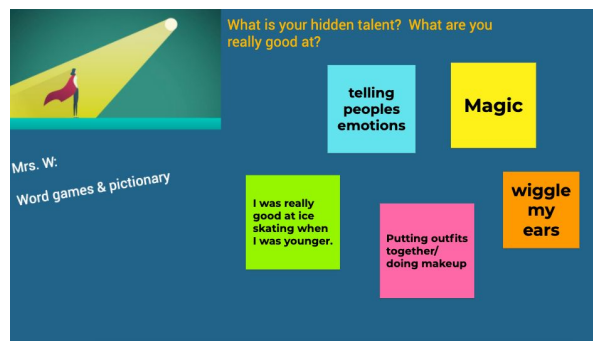 What is your hidden talent?  What are you
really good at?
telling
peoples
emotions
Magic
Mrs. W:
Word games & pictionary
I was really
good at ice
skating when
I was younger.
Putting outfits
together/
doing makeup
wiggle
my
ears